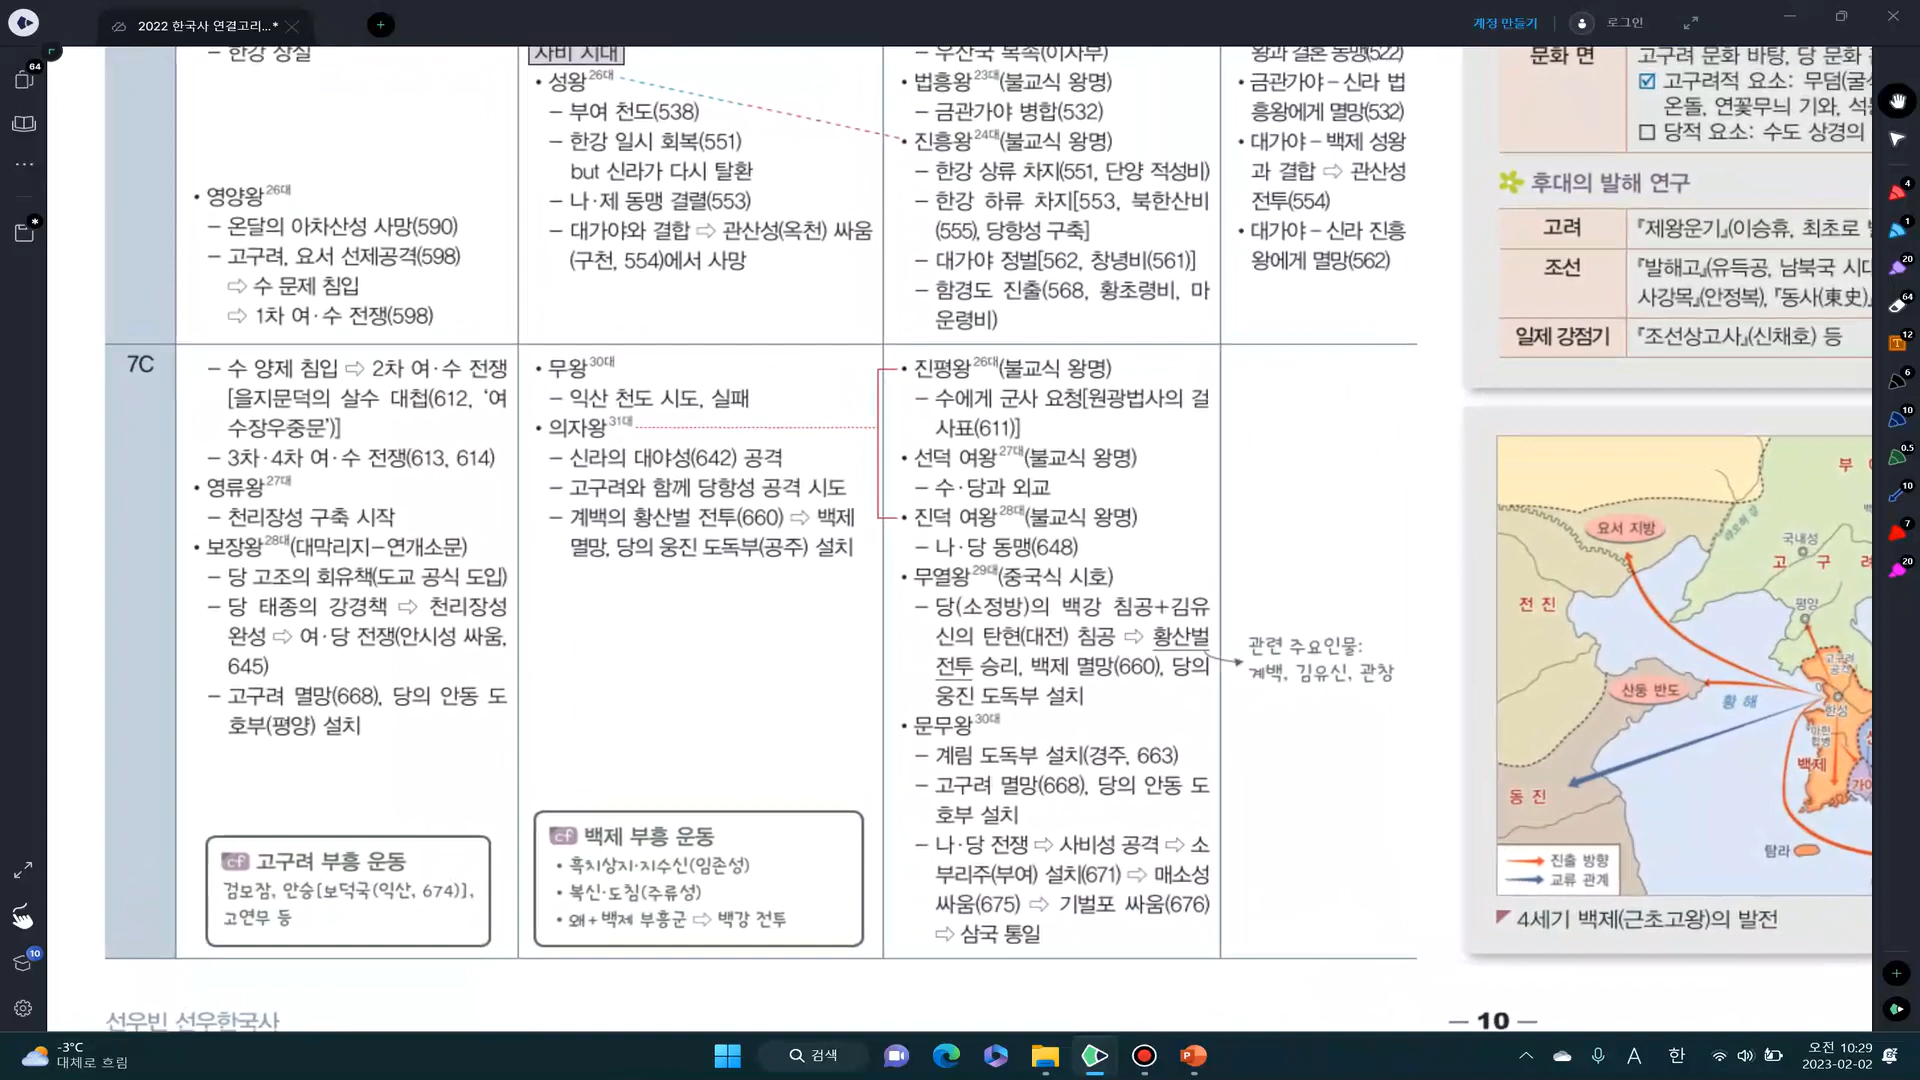 2022 한국사 연결고리...*
계정 만들기
로그인
64
- 한강 상실
• 영양왕26대
- 온달의 아차산성 사망(590)
- 고구려, 요서 선제공격(598)
⇨ 수 문제 침입
⇨ 1차 여·수 전쟁(598)
사비 시대
• 성왕26대
- 부여 천도(538)
- 한강 일시 회복(551)
but 신라가 다시 탈환
- 나·제 동맹 결렬(553)
- 대가야와 결합 ⇨ 관산성(옥천) 싸움
(구천, 554)에서 사망
- 우산국 복속(이사부)
• 법흥왕23대(불교식 왕명)
- 금관가야 병합(532)
• 진흥왕24대(불교식 왕명)
- 한강 상류 차지(551, 단양 적성비)
- 한강 하류 차지[553, 북한산비
(555), 당항성 구축]
- 대가야 정벌[562, 창녕비(561)]
- 함경도 진출(568, 황초령비, 마
운령비)
왕과 결혼 동맹(522)
• 금관가야 – 신라 법
흥왕에게 멸망(532)
• 대가야 – 백제 성왕
과 결합 ⇨ 관산성
전투(554)
• 대가야 – 신라 진흥
왕에게 멸망(562)
7C
- 수 양제 침입 ⇨ 2차 여·수 전쟁
[을지문덕의 살수 대첩(612, ‘여
수장우중문’)]
- 3차·4차 여·수 전쟁(613, 614)
• 영류왕27대
- 천리장성 구축 시작
• 보장왕28대(대막리지–연개소문)
- 당 고조의 회유책(도교 공식 도입)
- 당 태종의 강경책 ⇨ 천리장성
완성 ⇨ 여·당 전쟁(안시성 싸움,
645)
- 고구려 멸망(668), 당의 안동 도
호부(평양) 설치
cf 고구려 부흥 운동
검모잠, 안승[보덕국(익산, 674)],
고연무 등
• 무왕30대
- 익산 천도 시도, 실패
• 의자왕31대
- 신라의 대야성(642) 공격
- 고구려와 함께 당항성 공격 시도
- 계백의 황산벌 전투(660) ⇨ 백제
멸망, 당의 웅진 도독부(공주) 설치
cf 백제 부흥 운동
• 흑치상지·지수신(임존성)
• 복신·도침(주류성)
• 왜+백제 부흥군 ⇨ 백강 전투
• 진평왕26대(불교식 왕명)
- 수에게 군사 요청[원광법사의 걸
사표(611)]
• 선덕 여왕27대(불교식 왕명)
- 수·당과 외교
• 진덕 여왕28대(불교식 왕명)
- 나·당 동맹(648)
• 무열왕29대(중국식 시호)
- 당(소정방)의 백강 침공+김유
신의 탄현(대전) 침공 ⇨ 황산벌
전투 승리, 백제 멸망(660), 당의
웅진 도독부 설치
• 문무왕30대
- 계림 도독부 설치(경주, 663)
- 고구려 멸망(668), 당의 안동 도
호부 설치
- 나·당 전쟁 ⇨ 사비성 공격 ⇨ 소
부리주(부여) 설치(671) ⇨ 매소성
싸움(675) ⇨ 기벌포 싸움(676)
⇨ 삼국 통일
관련 주요인물:
계백, 김유신, 관창
문화 면
고구려 문화 바탕, 당 문화
☑ 고구려적 요소: 무덤(굴
온돌, 연꽃무늬 기와, 석
☐ 당적 요소: 수도 상경의
후대의 발해 연구
고려
『제왕운기』(이승휴, 최초로
조선
『발해고』(유득공, 남북국 시
사강목』(안정복), 『동사(東史)』
일제 강점기
『조선상고사』(신채호) 등
부
요서 지방
국내성
고 구 려
전 진
평양
고구려
공격
산둥 반도
황 해
한성
마한
백제
동 진
탐라
진출 방향
교류 관계
4세기 백제(근초고왕)의 발전
선우빈 선우한국사
— 10 —
4
1
20
64
12
6
10
0.5
10
7
20
10
-3°C
대체로 흐림
검색
A
한
오전 10:29
2023-02-02